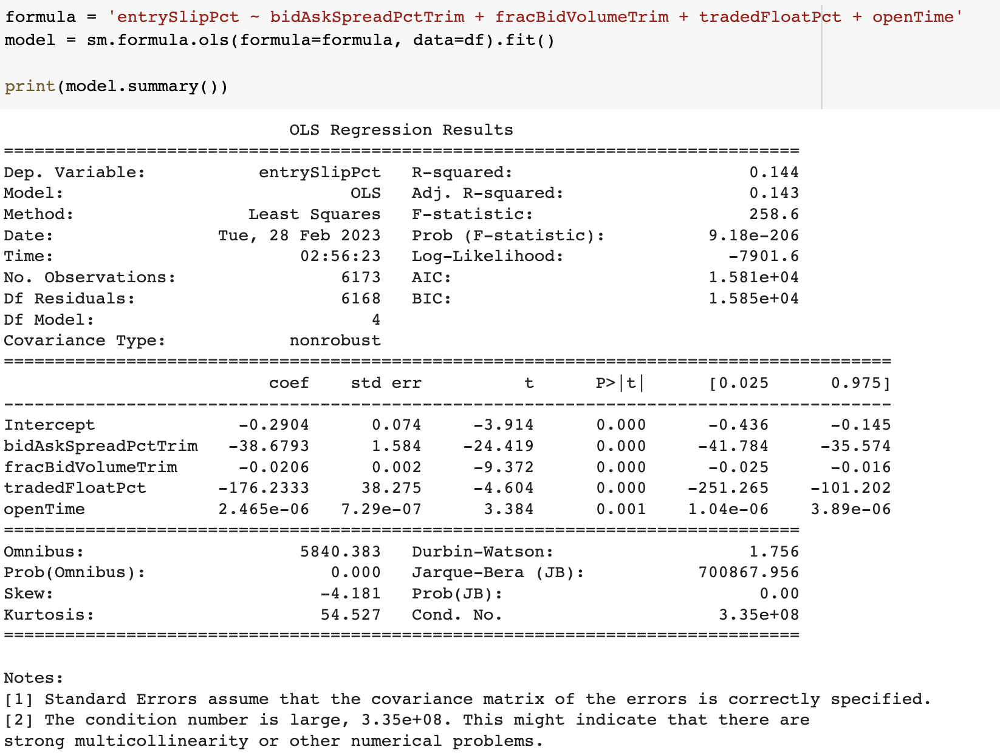 formula = 'entrySlipPct ~ bidAskSpreadPctTrim + fracBidVolumeTrim + tradedFloatPct + openTime'
model = sm.formula.ols(formula=formula, data=df).fit()
print(model.summary())
OLS Regression Results
==============================================================================
Dep. Variable: entrySlipPct R-squared: 0.144
Model: OLS Adj. R-squared: 0.143
Method: Least Squares F-statistic: 258.6
Date: Tue, 28 Feb 2023 Prob (F-statistic): 9.18e-206
Time: 02:56:23 Log-Likelihood: -7901.6
No. Observations: 6173 AIC: 1.581e+04
Df Residuals: 6168 BIC: 1.585e+04
Df Model: 4
Covariance Type: nonrobust
=======================================================================================
coef std err t P>|t| [0.025 0.975]
---------------------------------------------------------------------------------------
Intercept -0.2904 0.074 -3.914 0.000 -0.436 -0.145
bidAskSpreadPctTrim -38.6793 1.584 -24.419 0.000 -41.784 -35.574
fracBidVolumeTrim -0.0206 0.002 -9.372 0.000 -0.025 -0.016
tradedFloatPct -176.2333 38.275 -4.604 0.000 -251.265 -101.202
openTime 2.465e-06 7.29e-07 3.384 0.001 1.04e-06 3.89e-06
==============================================================================
Omnibus: 5840.383 Durbin-Watson: 1.756
Prob(Omnibus): 0.000 Jarque-Bera (JB): 700867.956
Skew: -4.181 Prob(JB): 0.00
Kurtosis: 54.527 Cond. No. 3.35e+08
==============================================================================
Notes:
[1] Standard Errors assume that the covariance matrix of the errors is correctly specified.
[2] The condition number is large, 3.35e+08. This might indicate that there are
strong multicollinearity or other numerical problems.